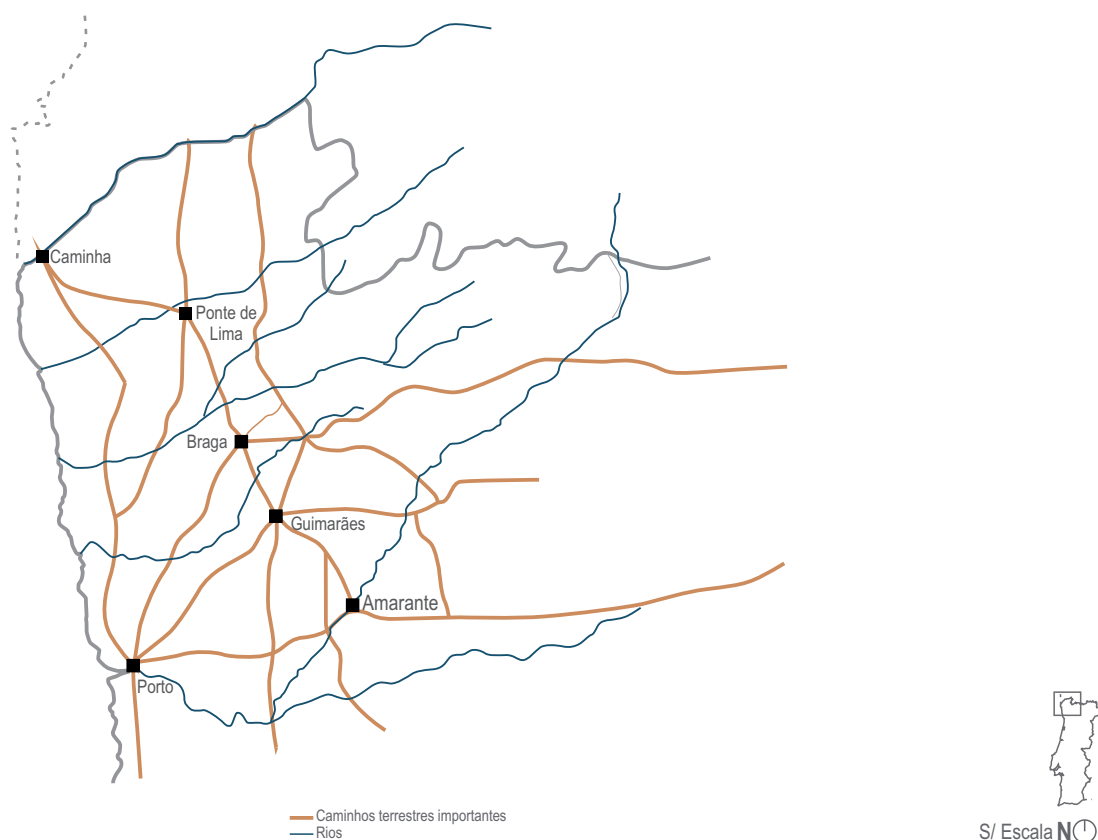 Caminha
Ponte de
Lima
Braga
Guimarães
Amarante
Porto
Caminhos terrestres importantes
Rios
S/ Escala N